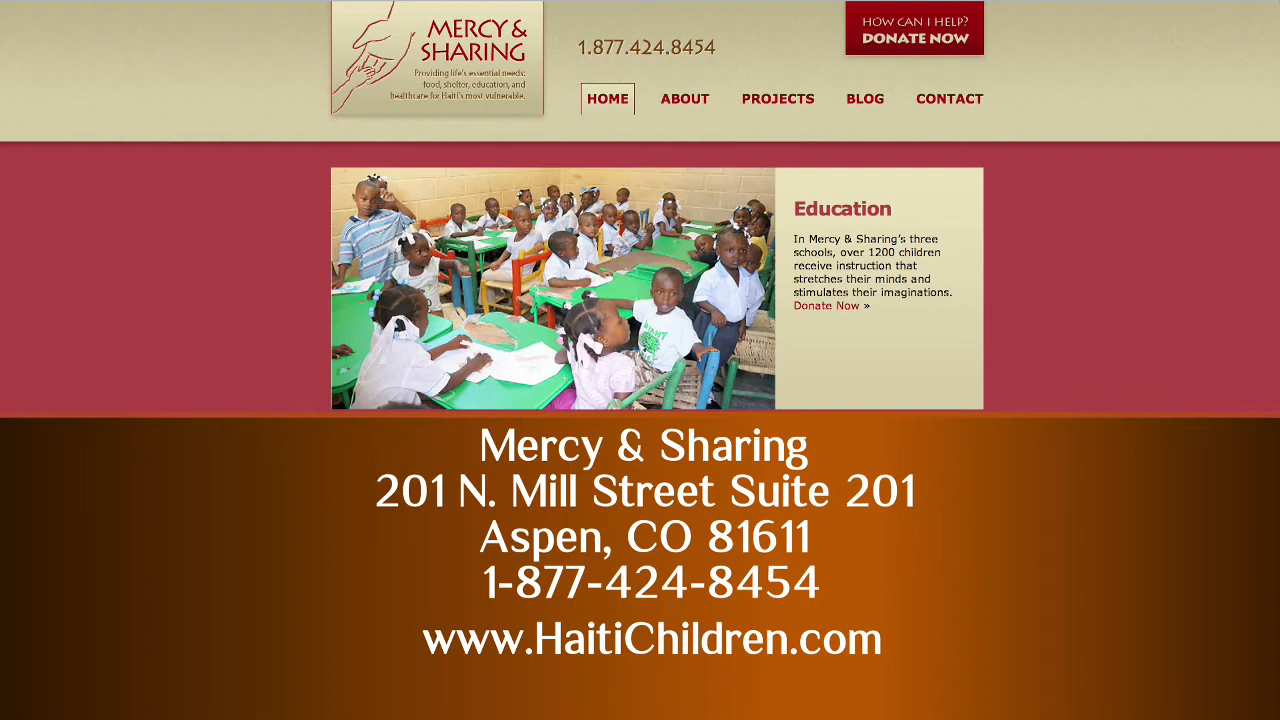 MERCY &
SHARING
Providing life's essential needs:
food, shelter, education, and
healthcare for Haiti's most vulnerable.
1.877.424.8454
HOW CAN I HELP?
DONATE NOW
HOME ABOUT PROJECTS BLOG CONTACT
Education
In Mercy & Sharing's three
schools, over 1200 children
receive instruction that
stretches their minds and
stimulates their imaginations.
Donate Now »
Mercy & Sharing
201 N. Mill Street Suite 201
Aspen, CO 81611
1-877-424-8454
www.HaitiChildren.com